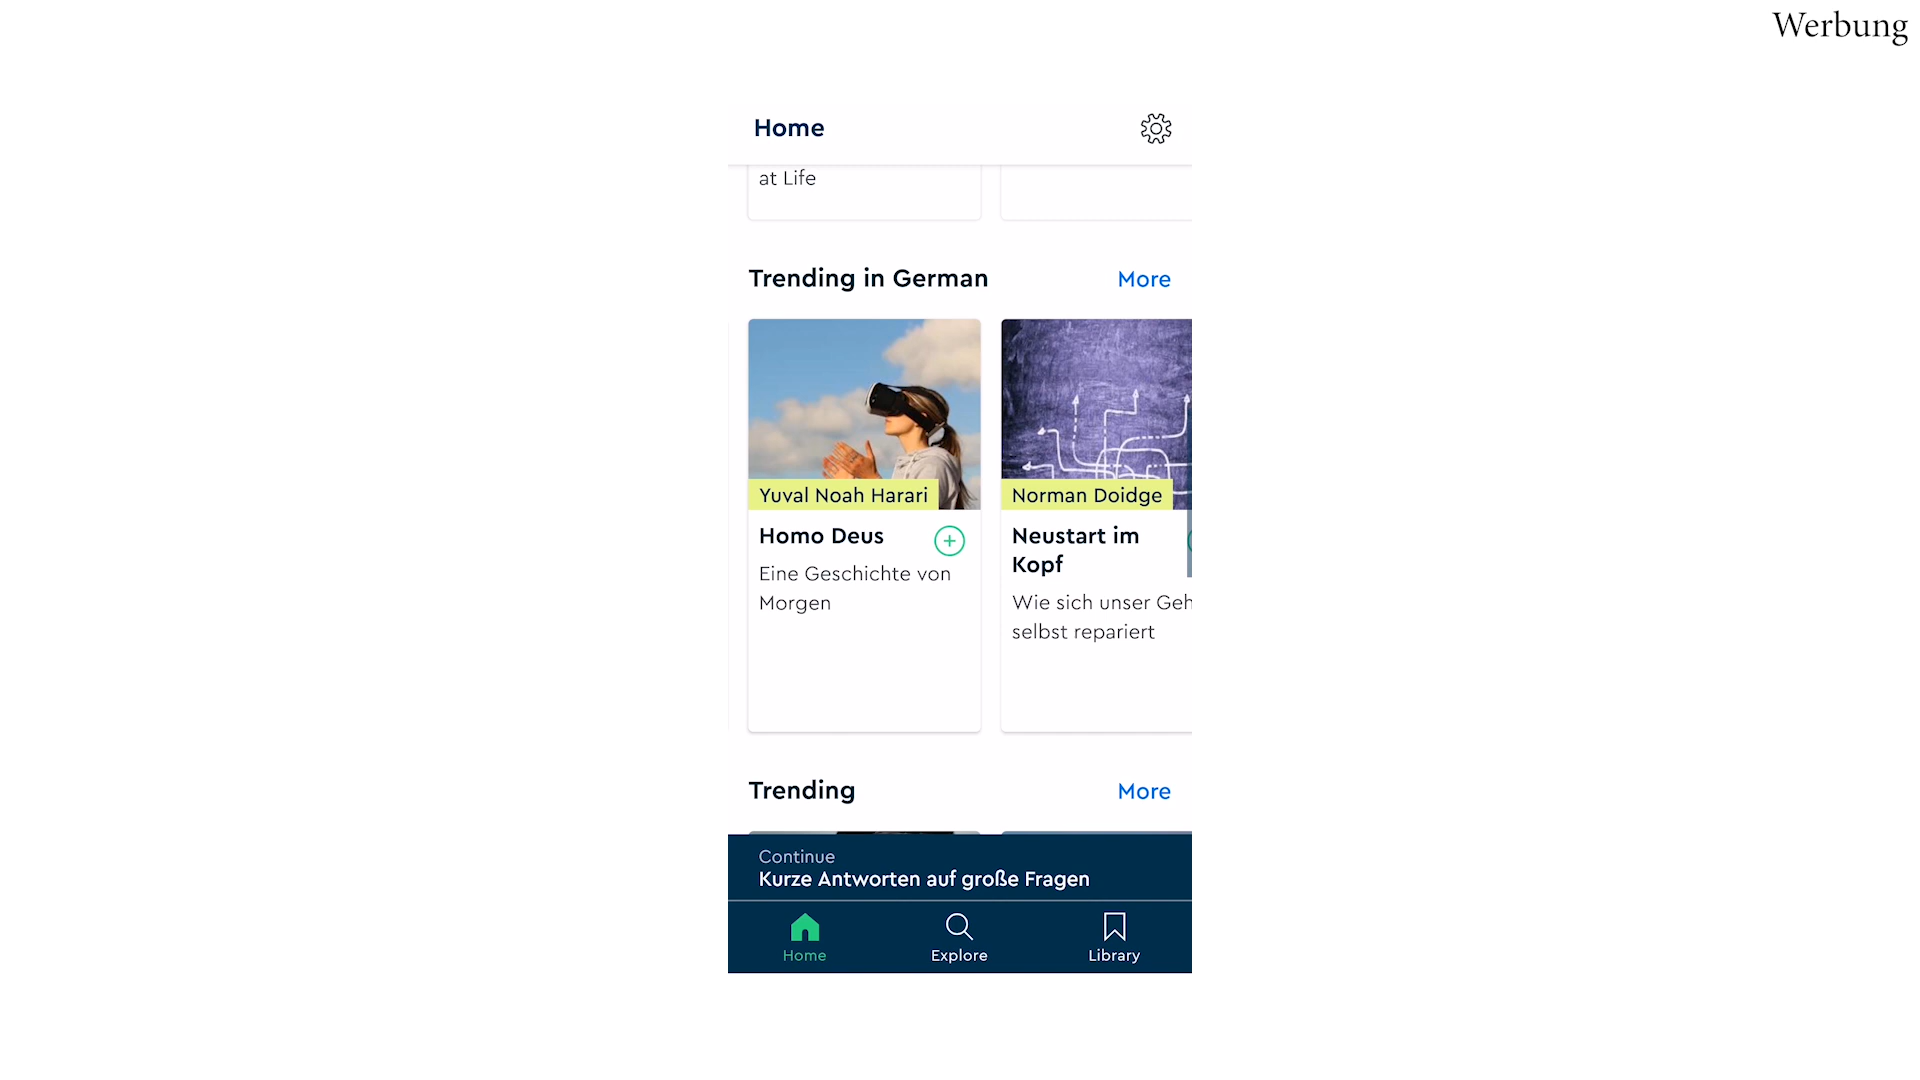 Werbung
Home
at Life
Trending in German
More
Yuval Noah Harari
Homo Deus
Eine Geschichte von
Morgen
Norman Doidge
Neustart im
Kopf
Wie sich unser Geh
selbst repariert
Trending
More
Continue
Kurze Antworten auf große Fragen
Home
Explore
Library